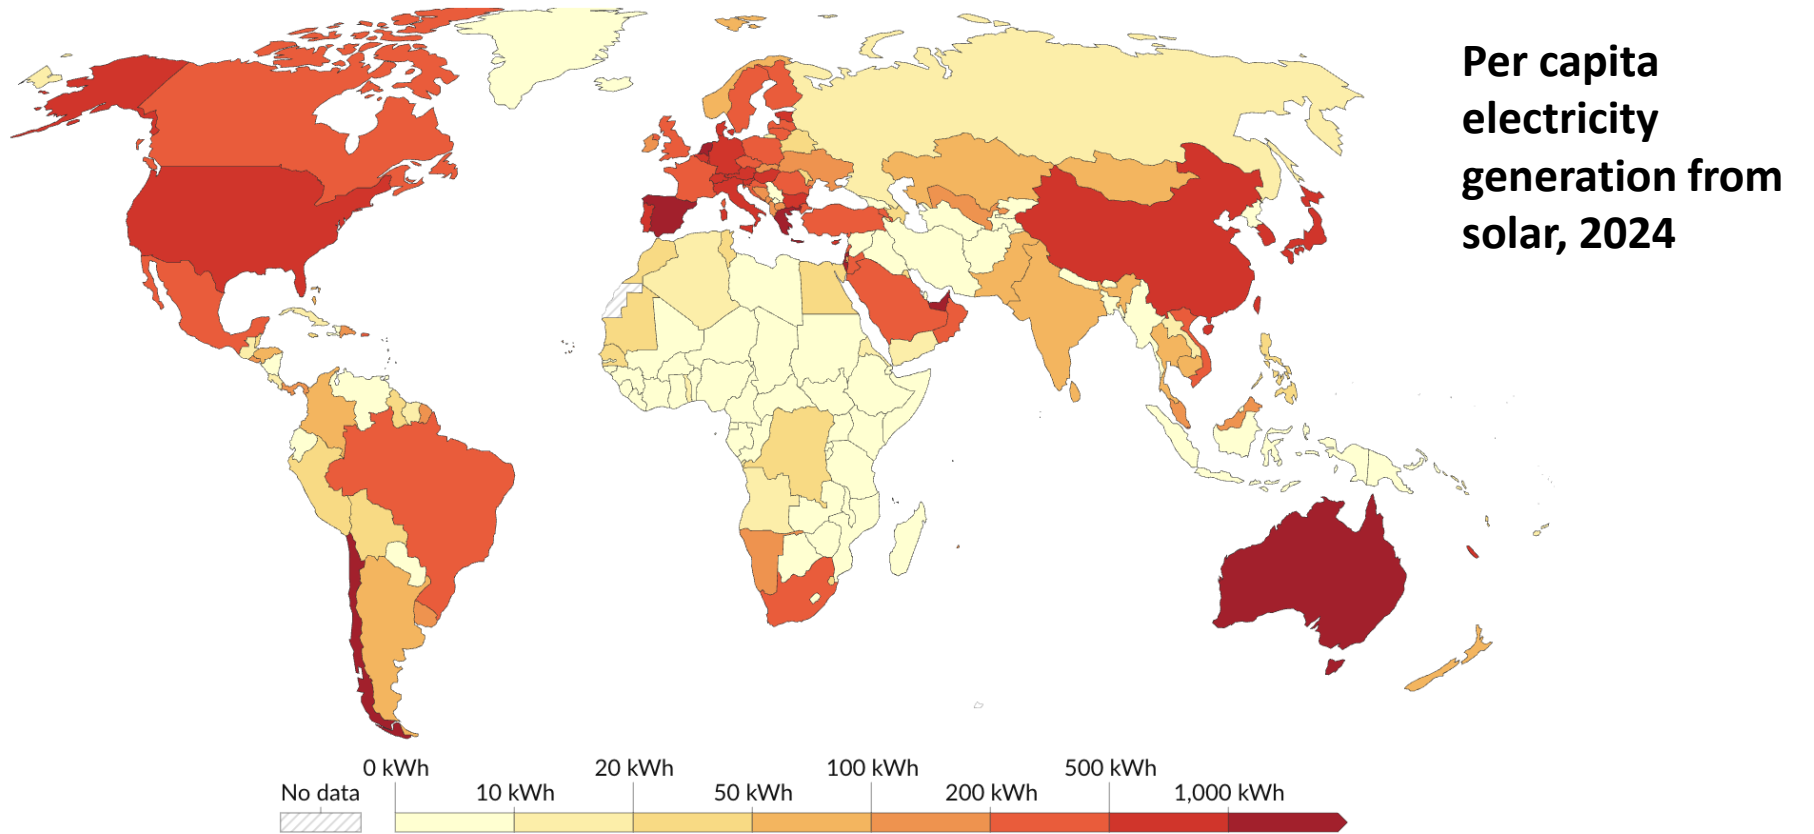 Per capita
electricity
generation from
solar, 2024
0 kWh 20 kWh 100 kWh 500 kWh
No data 10 kWh 50 kWh 200 kWh 1,000 kWh